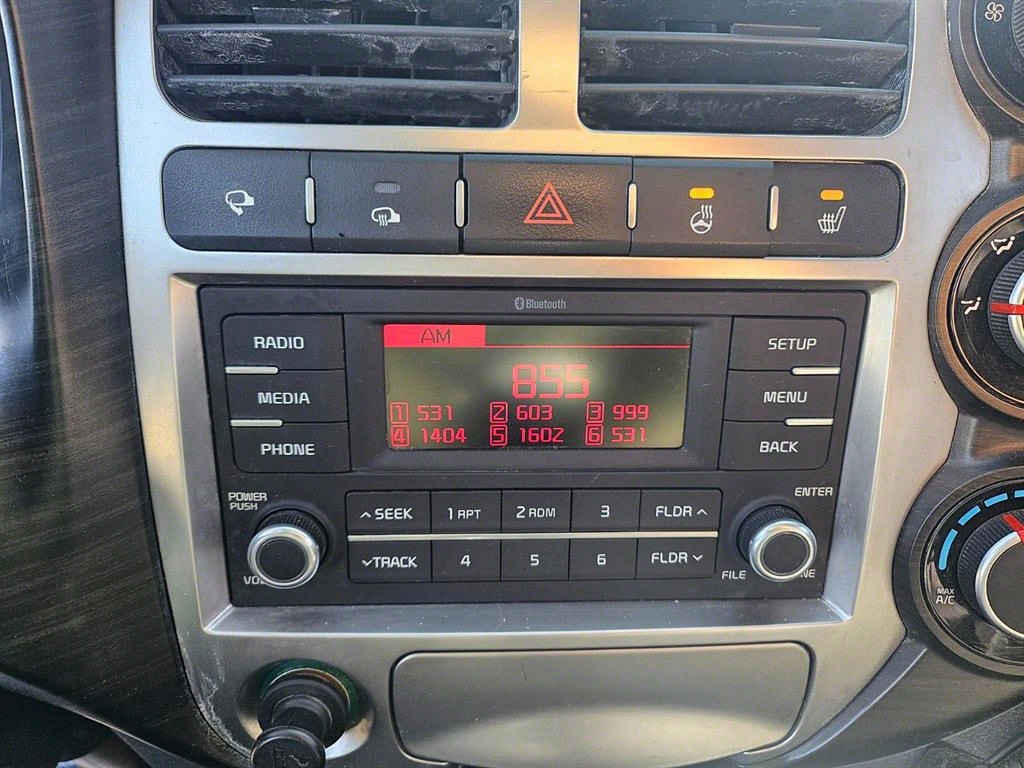 Bluetooth
RADIO
MEDIA
PHONE
AM
855
1 531 2 603 3 999
4 1404 5 1602 6 531
SETUP
MENU
BACK
POWER
PUSH
SEEK 1 RPT 2 RDM 3 FLDR
TRACK 4 5 6 FLDR
ENTER
FILE
MAX
A/C